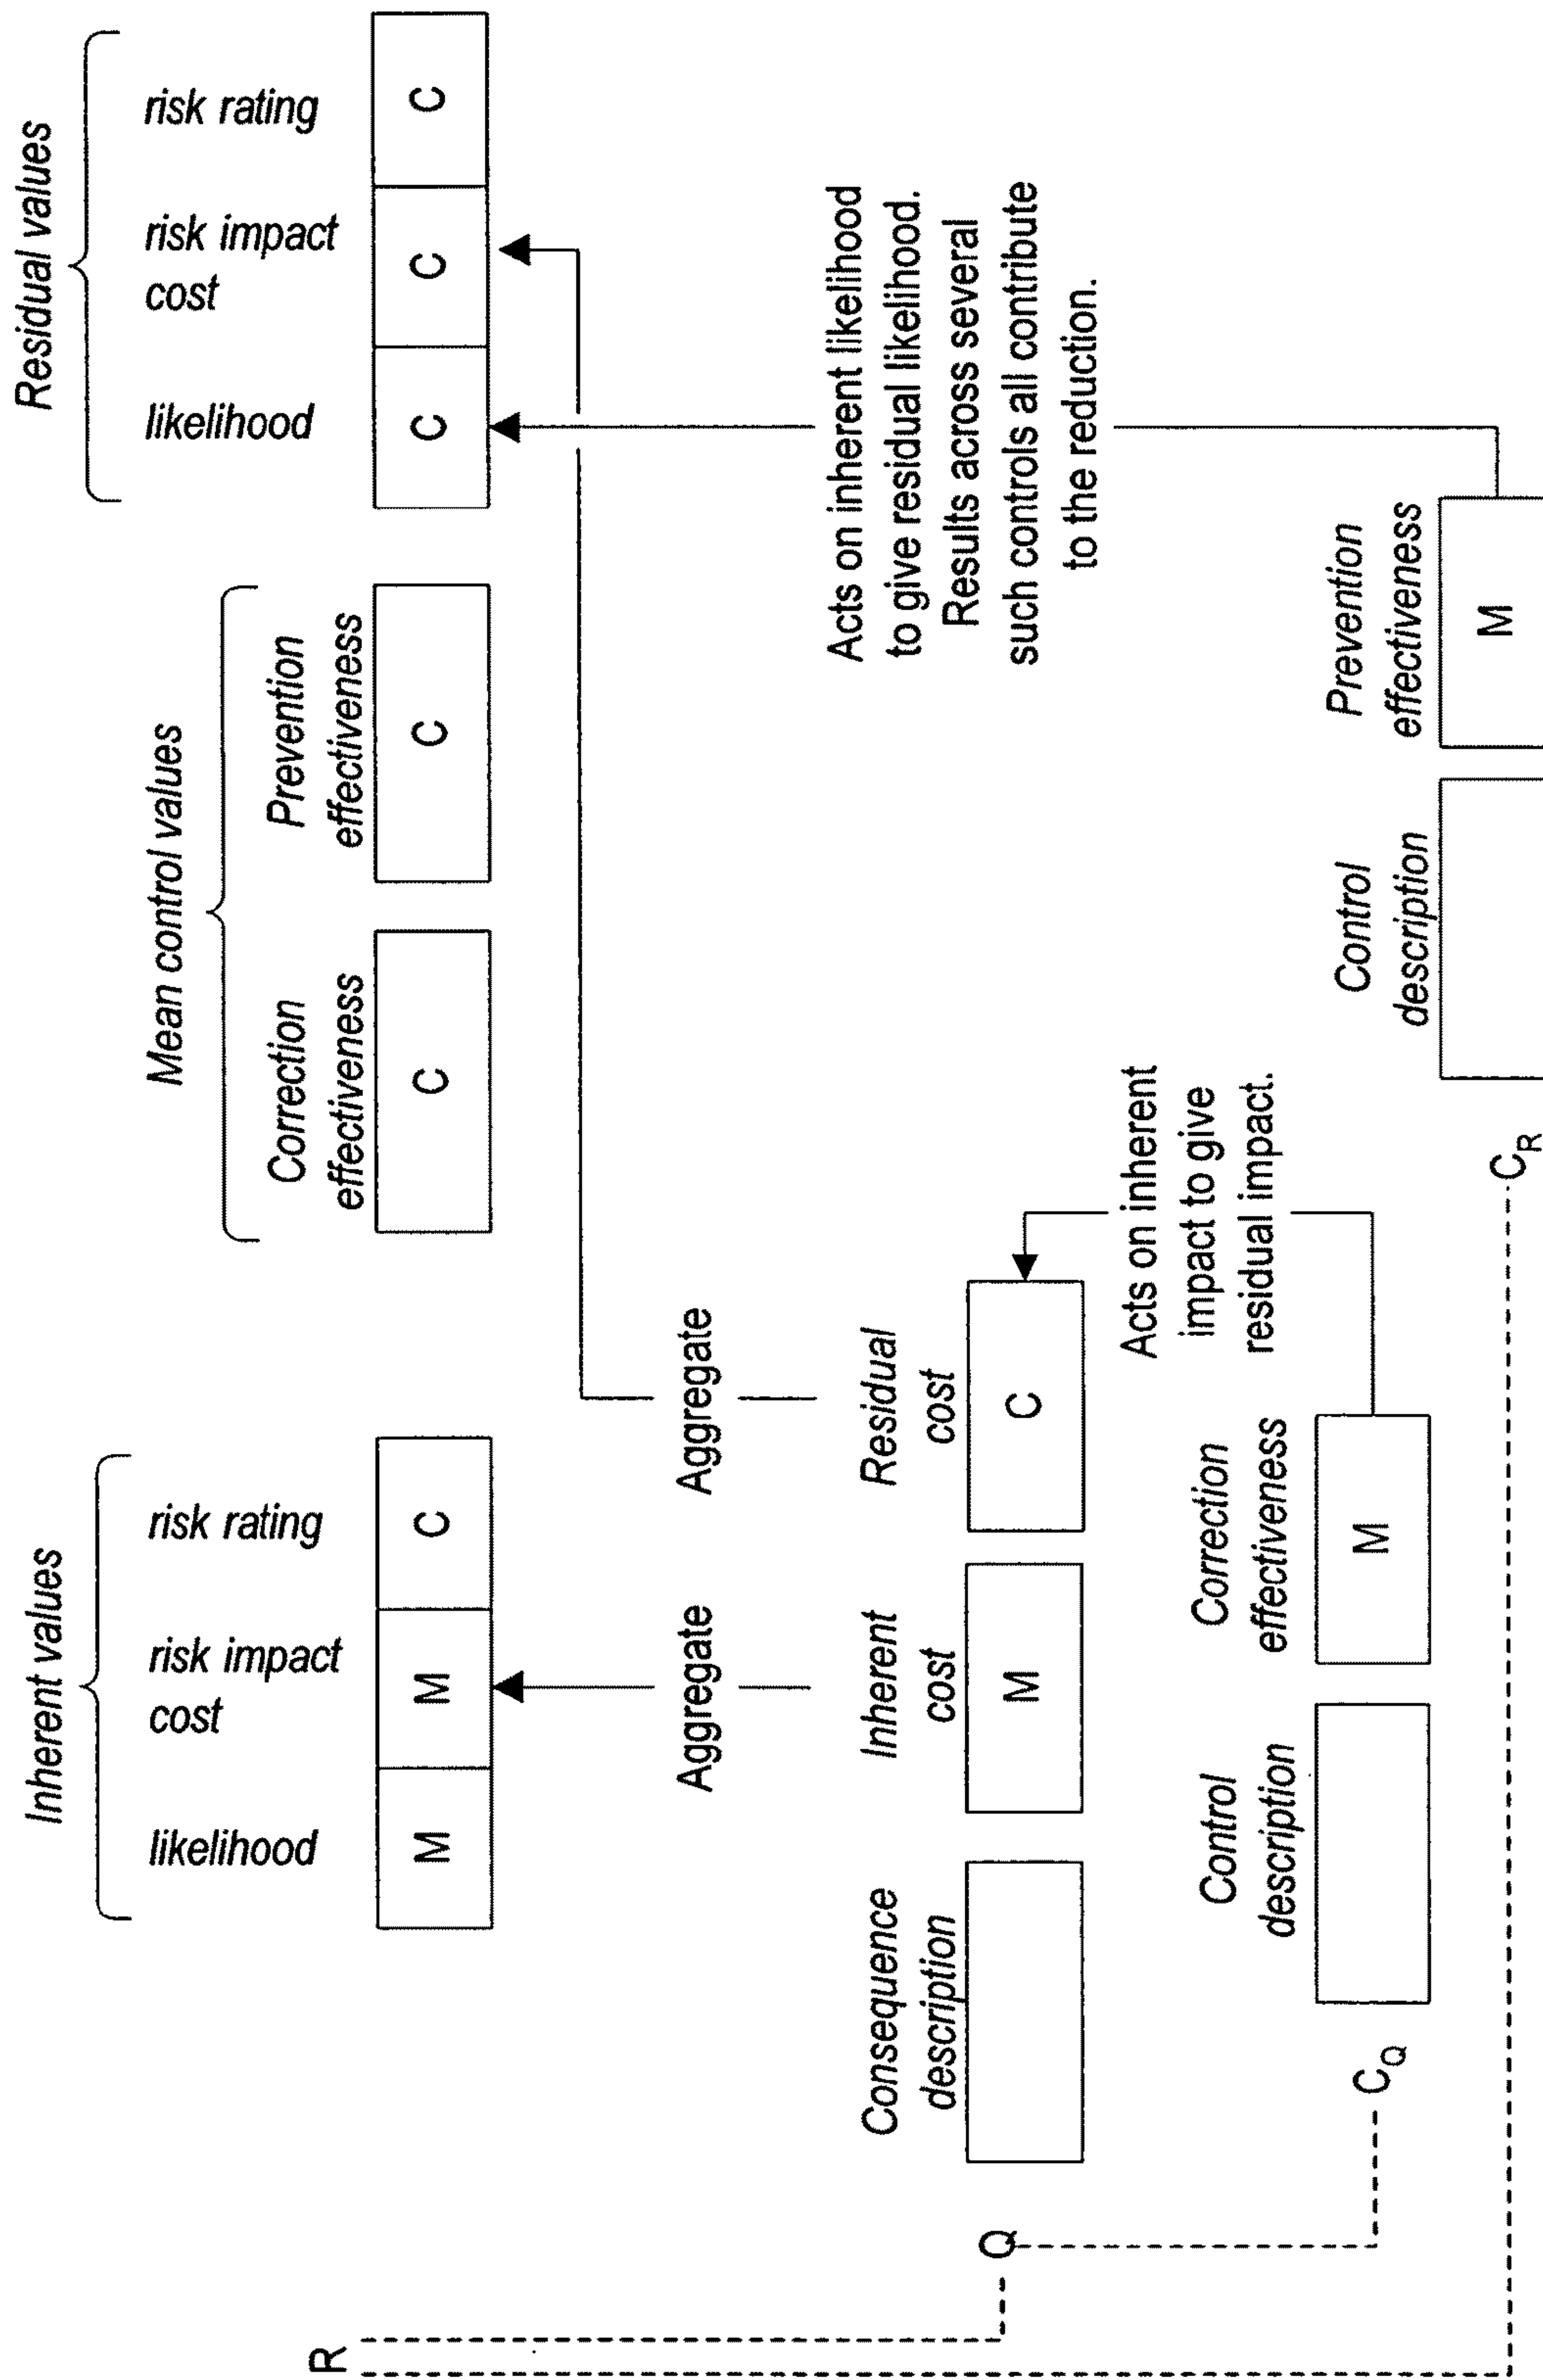 Inherent values
likelihood
risk impact
cost
risk rating
M
M
C
Mean control values
Correction
effectiveness
Prevention
effectiveness
C
C
Residual values
likelihood
risk impact
cost
risk rating
C
C
C
R
Aggregate
Aggregate
Q
Consequence
description
Inherent
cost
Residual
cost
M
C
Acts on inherent
impact to give
residual impact.
Acts on inherent likelihood
to give residual likelihood.
Results across several
such controls all contribute
to the reduction.
CQ
Control
description
Correction
effectiveness
M
CR
Control
description
Prevention
effectiveness
M